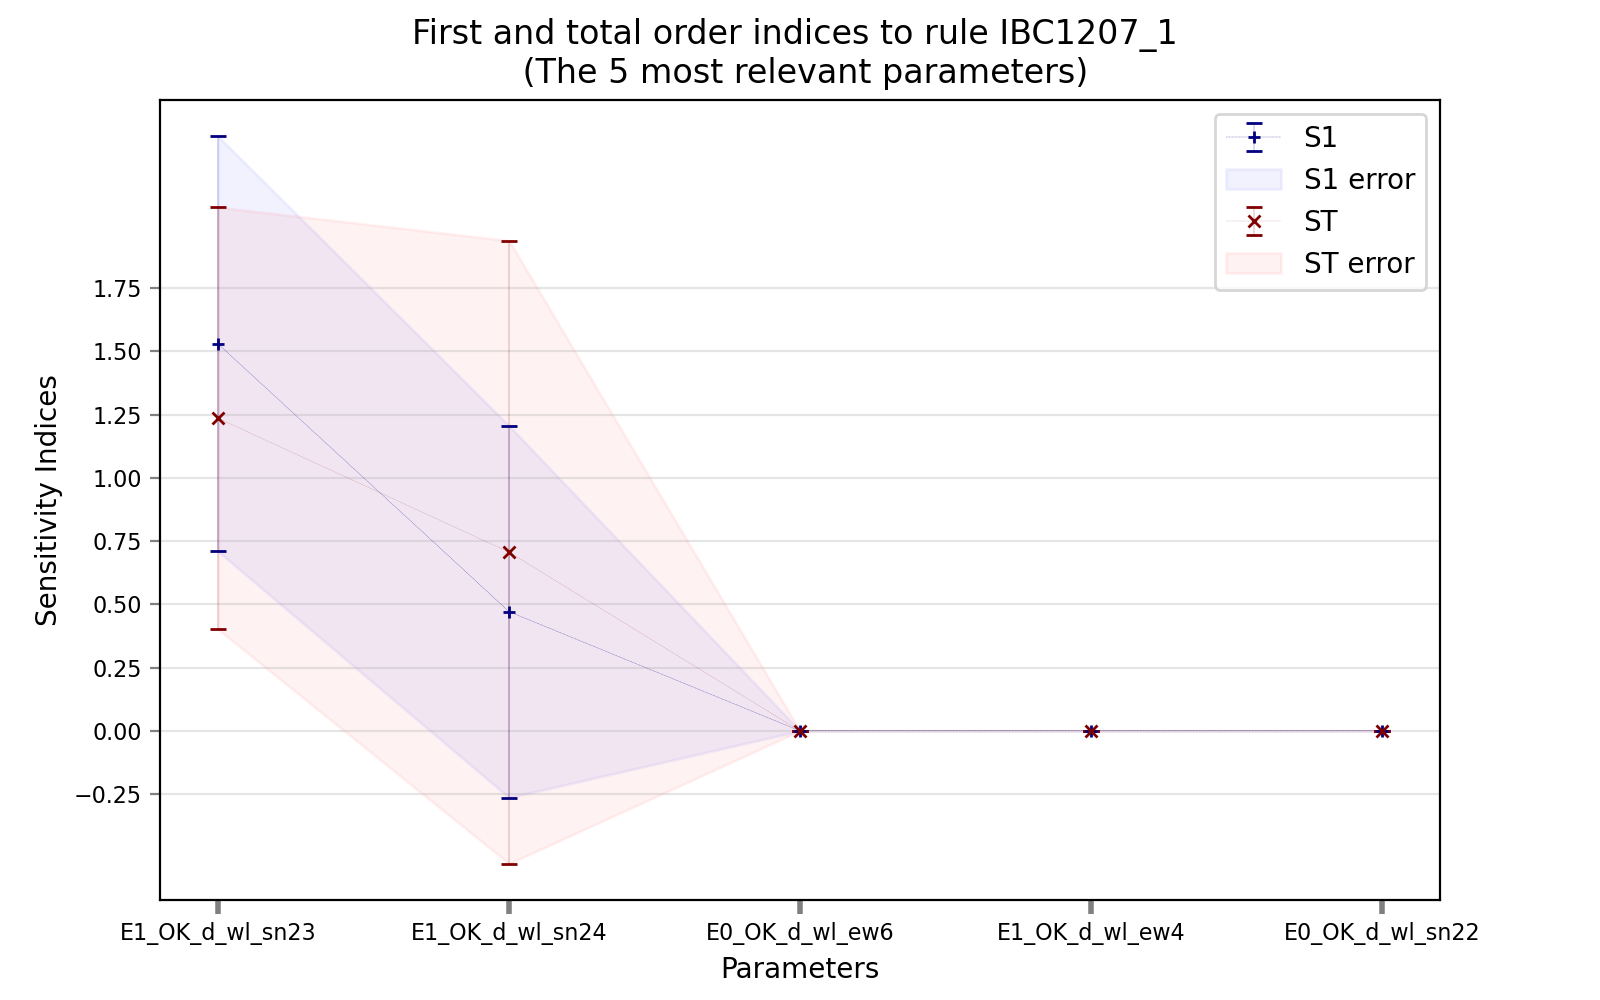 First and total order indices to rule IBC1207_1
(The 5 most relevant parameters)
S1
S1 error
ST
ST error
1.75
1.50
1.25
1.00
0.75
0.50
0.25
0.00
−0.25
Sensitivity Indices
E1_OK_d_wl_sn23 E1_OK_d_wl_sn24 E0_OK_d_wl_ew6 E1_OK_d_wl_ew4 E0_OK_d_wl_sn22
Parameters